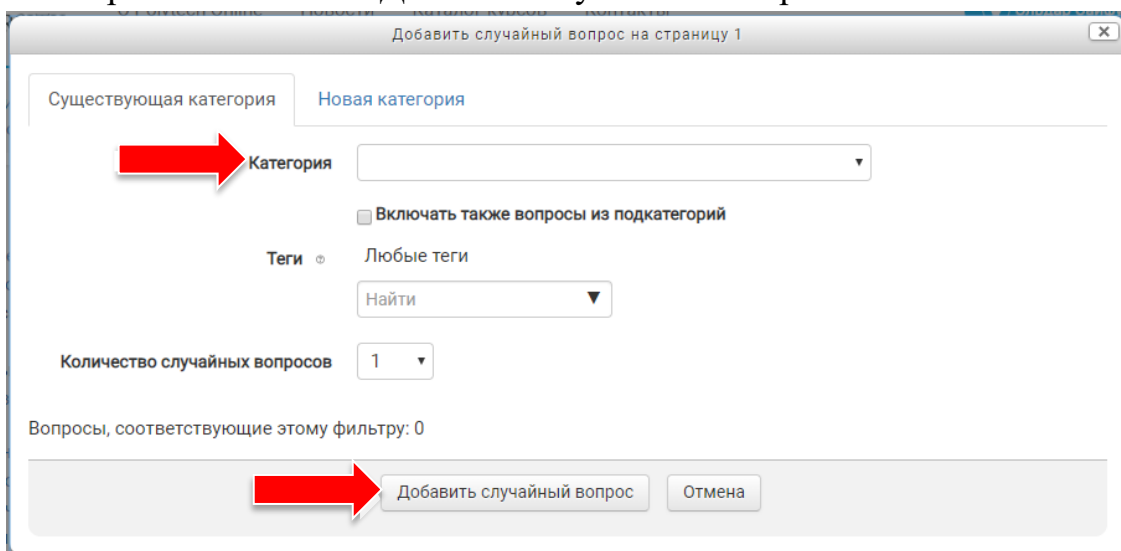 Добавить случайный вопрос на страницу 1
Существующая категория Новая категория
Категория
Включать также вопросы из подкатегорий
Теги Любые теги
Найти
Количество случайных вопросов 1
Вопросы, соответствующие этому фильтру: 0
Добавить случайный вопрос Отмена